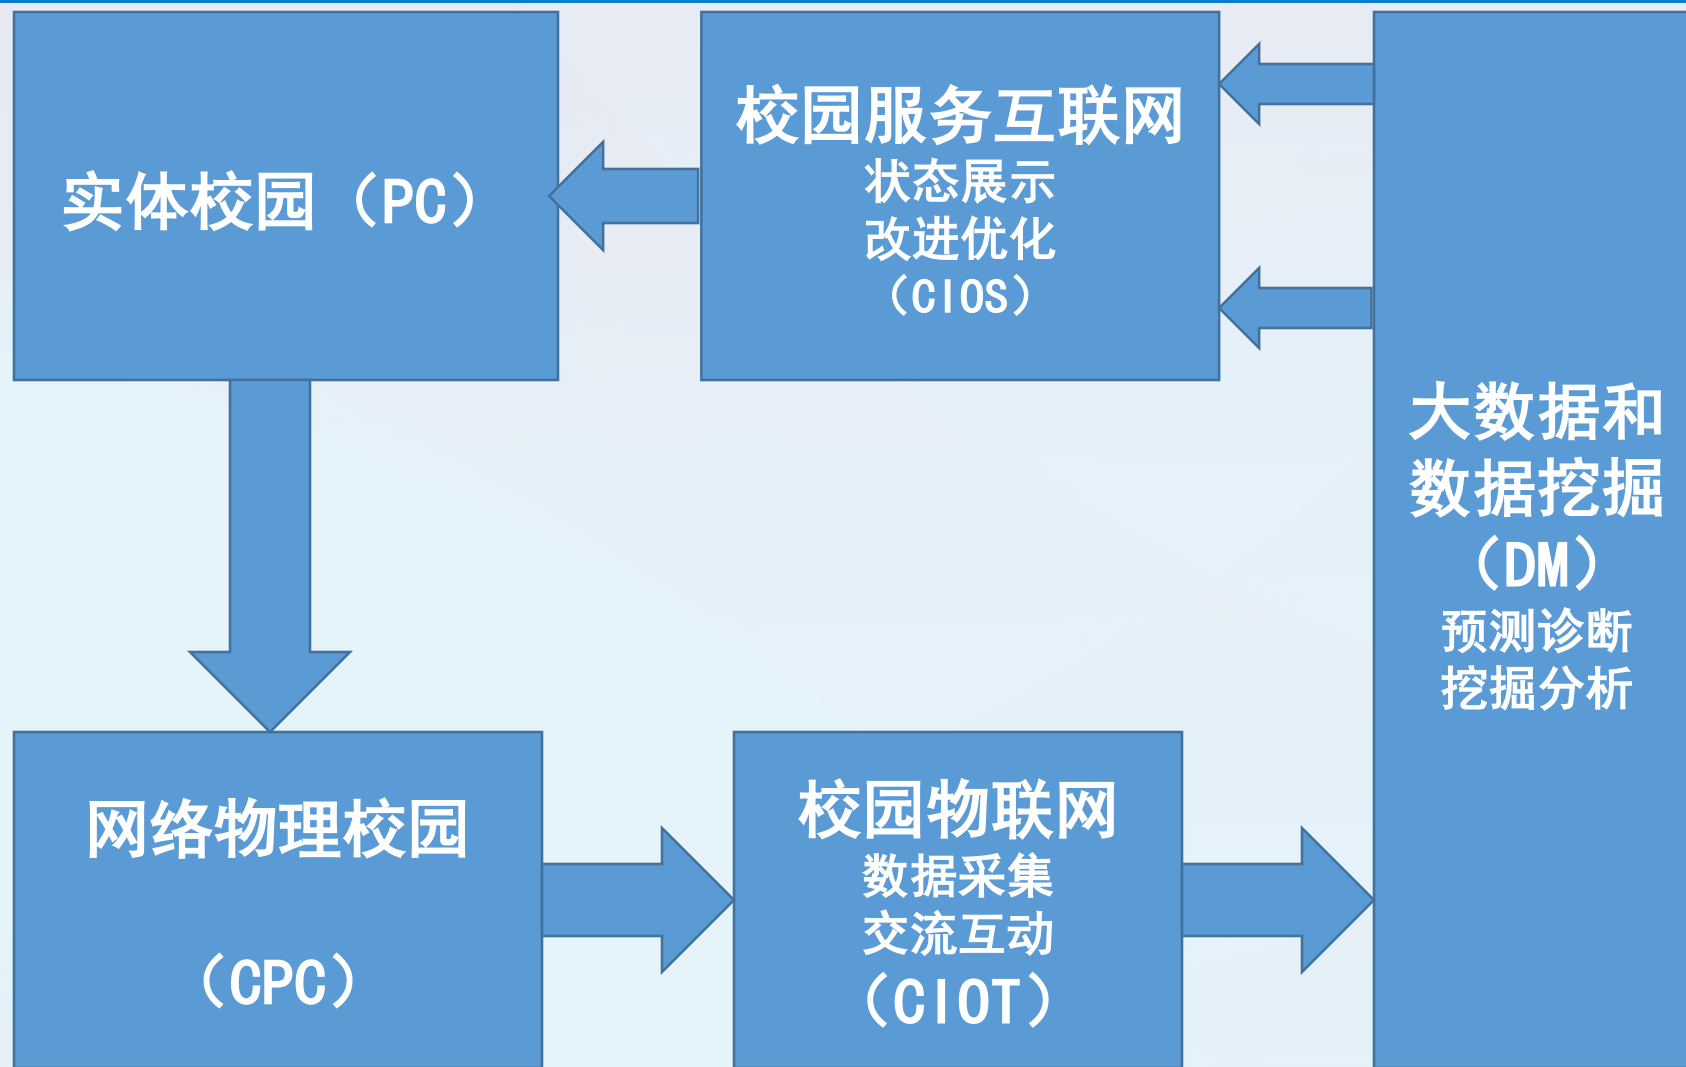 实体校园（PC）
校园服务互联网
状态展示
改进优化
（CIOS）
大数据和
数据挖掘
（DM）
预测诊断
挖掘分析
网络物理校园
（CPC）
校园物联网
数据采集
交流互动
（CIOT）